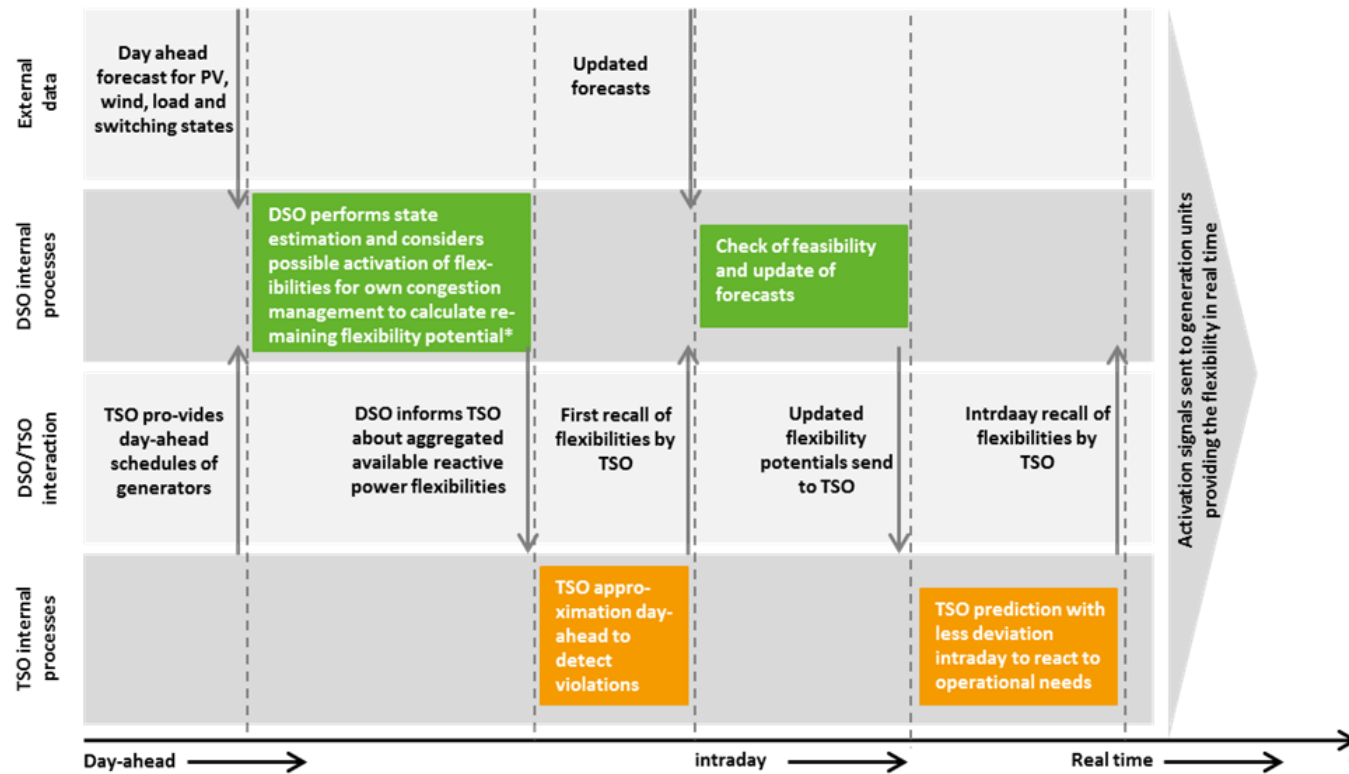 External
data
Day ahead
forecast for PV,
wind, load and
switching states
Updated
forecasts
DSO internal
processes
DSO performs state
estimation and considers
possible activation of flex-
ibilities for own congestion
management to calculate re-
maining flexibility potential*
Check of feasibility
and update of
forecasts
DSO/TSO
interaction
TSO pro-vides
day-ahead
schedules of
generators
DSO informs TSO
about aggregated
available reactive
power flexibilities
First recall of
flexibilities by
TSO
Updated
flexibility
potentials send
to TSO
Intrdaay recall of
flexibilities by
TSO
TSO internal
processes
TSO appro-
ximation day-
ahead to
detect
violations
TSO prediction with
less deviation
intraday to react to
operational needs
Activation signals sent to generation units
providing the flexibility in real time
Day-ahead
intraday
Real time